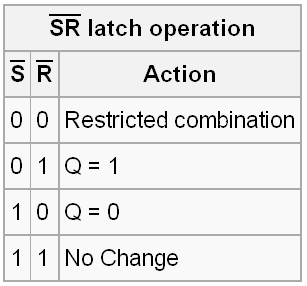 S̅R̅ latch operation
S̅ R̅ Action
0 0 Restricted combination
0 1 Q = 1
1 0 Q = 0
1 1 No Change